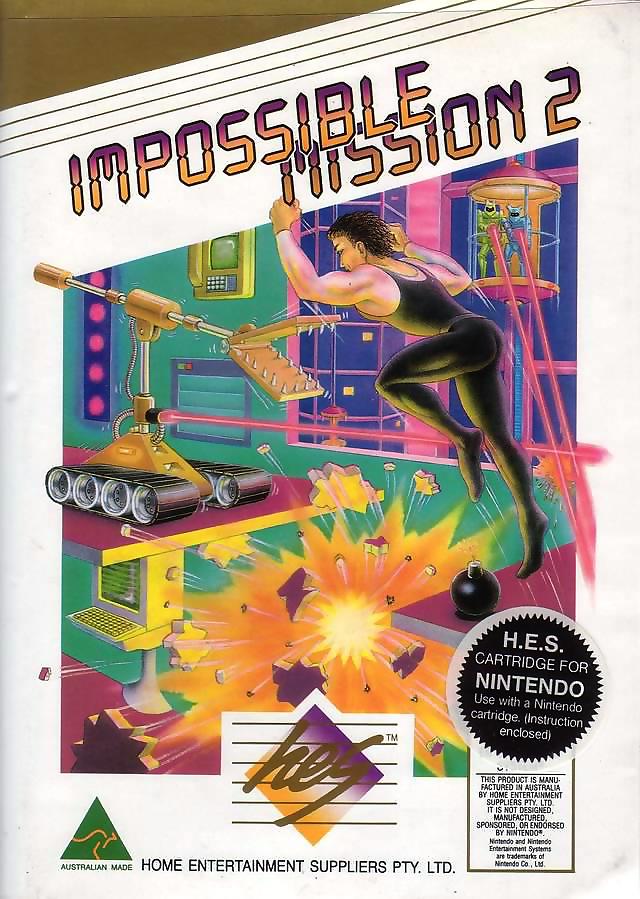 IMPOSSIBLE
MISSION 2
H.E.S.
CARTRIDGE FOR
NINTENDO
Use with a Nintendo
cartridge. (Instruction
enclosed)
hes TM
THIS PRODUCT IS MANU-
FACTURED IN AUSTRALIA
BY HOME ENTERTAINMENT
SUPPLIERS PTY. LTD.
IT IS NOT DESIGNED,
MANUFACTURED,
SPONSORED, OR ENDORSED
BY NINTENDO®.
Nintendo and Nintendo
Entertainment Systems
are trademarks of
Nintendo Co., Ltd.
AUSTRALIAN MADE
HOME ENTERTAINMENT SUPPLIERS PTY. LTD.